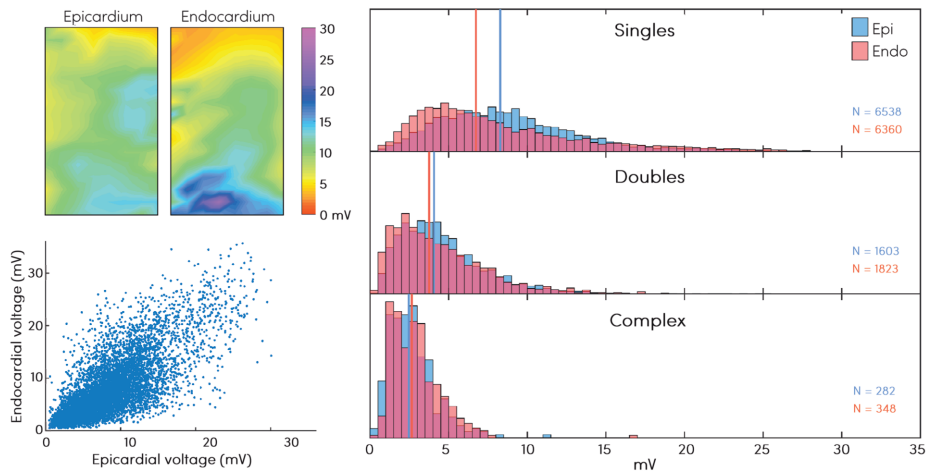 Epicardium
Endocardium
30
25
20
15
10
5
0 mV
Endocardial voltage (mV)
30
20
10
0
0
10
20
30
Epicardial voltage (mV)
Singles
Epi
Endo
N = 6538
N = 6360
Doubles
N = 1603
N = 1823
Complex
N = 282
N = 348
0
5
10
15
20
25
30
35
mV